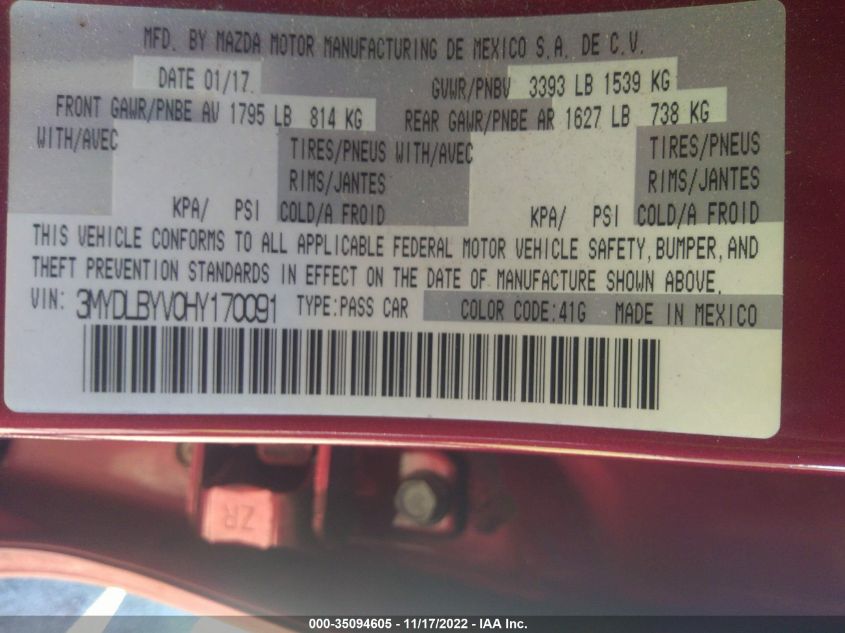 MFD. BY MAZDA MOTOR MANUFACTURING DE MEXICO S.A. DE C.V.
DATE 01/17 GVWR/PNBV 3393 LB 1539 KG
FRONT GAWR/PNBE AV 1795 LB 814 KG REAR GAWR/PNBE AR 1627 LB 738 KG
WITH/AVEC TIRES/PNEUS WITH/AVEC TIRES/PNEUS
RIMS/JANTES RIMS/JANTES
KPA/ PSI COLD/A FROID KPA/ PSI COLD/A FROID
THIS VEHICLE CONFORMS TO ALL APPLICABLE FEDERAL MOTOR VEHICLE SAFETY, BUMPER, AND
THEFT PREVENTION STANDARDS IN EFFECT ON THE DATE OF MANUFACTURE SHOWN ABOVE.
VIN: 3MYDLBYV0HY170091 TYPE:PASS CAR COLOR CODE:41G MADE IN MEXICO
ZR
000-35094605 - 11/17/2022 - IAA Inc.